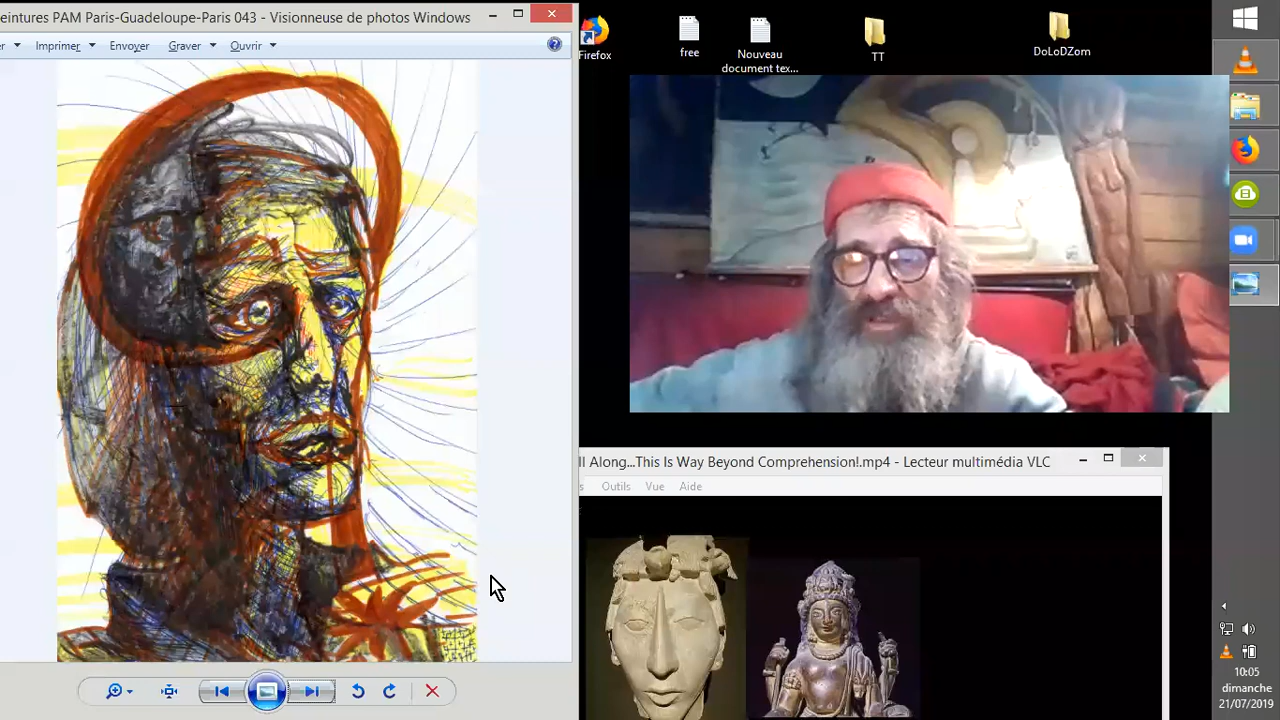 eintures PAM Paris-Guadeloupe-Paris 043 - Visionneuse de photos Windows
Imprimer Envoyer Graver Ouvrir
Firefox
free
Nouveau
document tex...
TT
DoLoDZom
ll Along...This Is Way Beyond Comprehension!.mp4 - Lecteur multimédia VLC
Outils Vue Aide
10:05
dimanche
21/07/2019